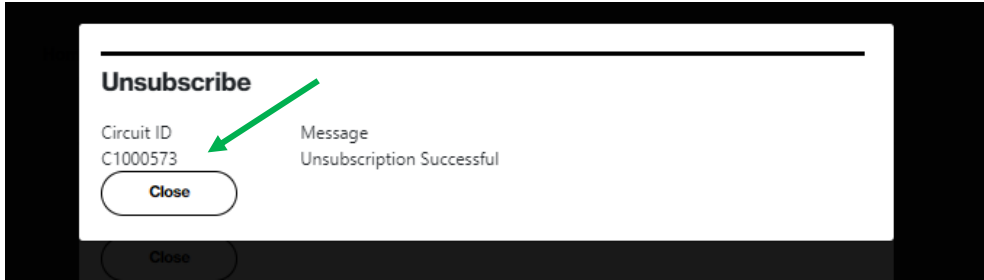 Unsubscribe
Circuit ID Message
C1000573 Unsubscription Successful
Close
Close